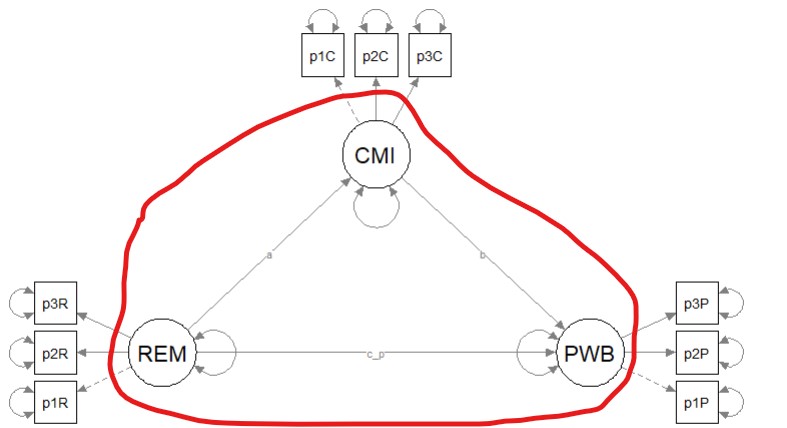 p1C p2C p3C
CMI
a b
p3R p3P
REM c_p PWB
p2R p2P
p1R p1P